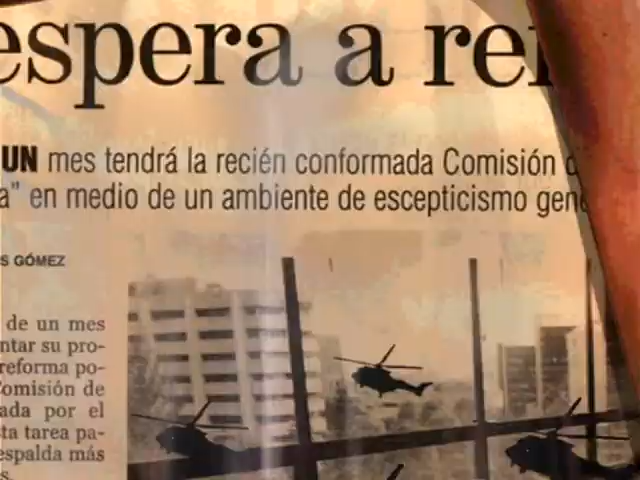 espera a re
UN mes tendrá la recién conformada Comisión
a" en medio de un ambiente de escepticismo gene
S GÓMEZ
de un mes
ntar su pro-
reforma po-
Comisión de
ada por el
ta tarea pa-
espalda más
s.